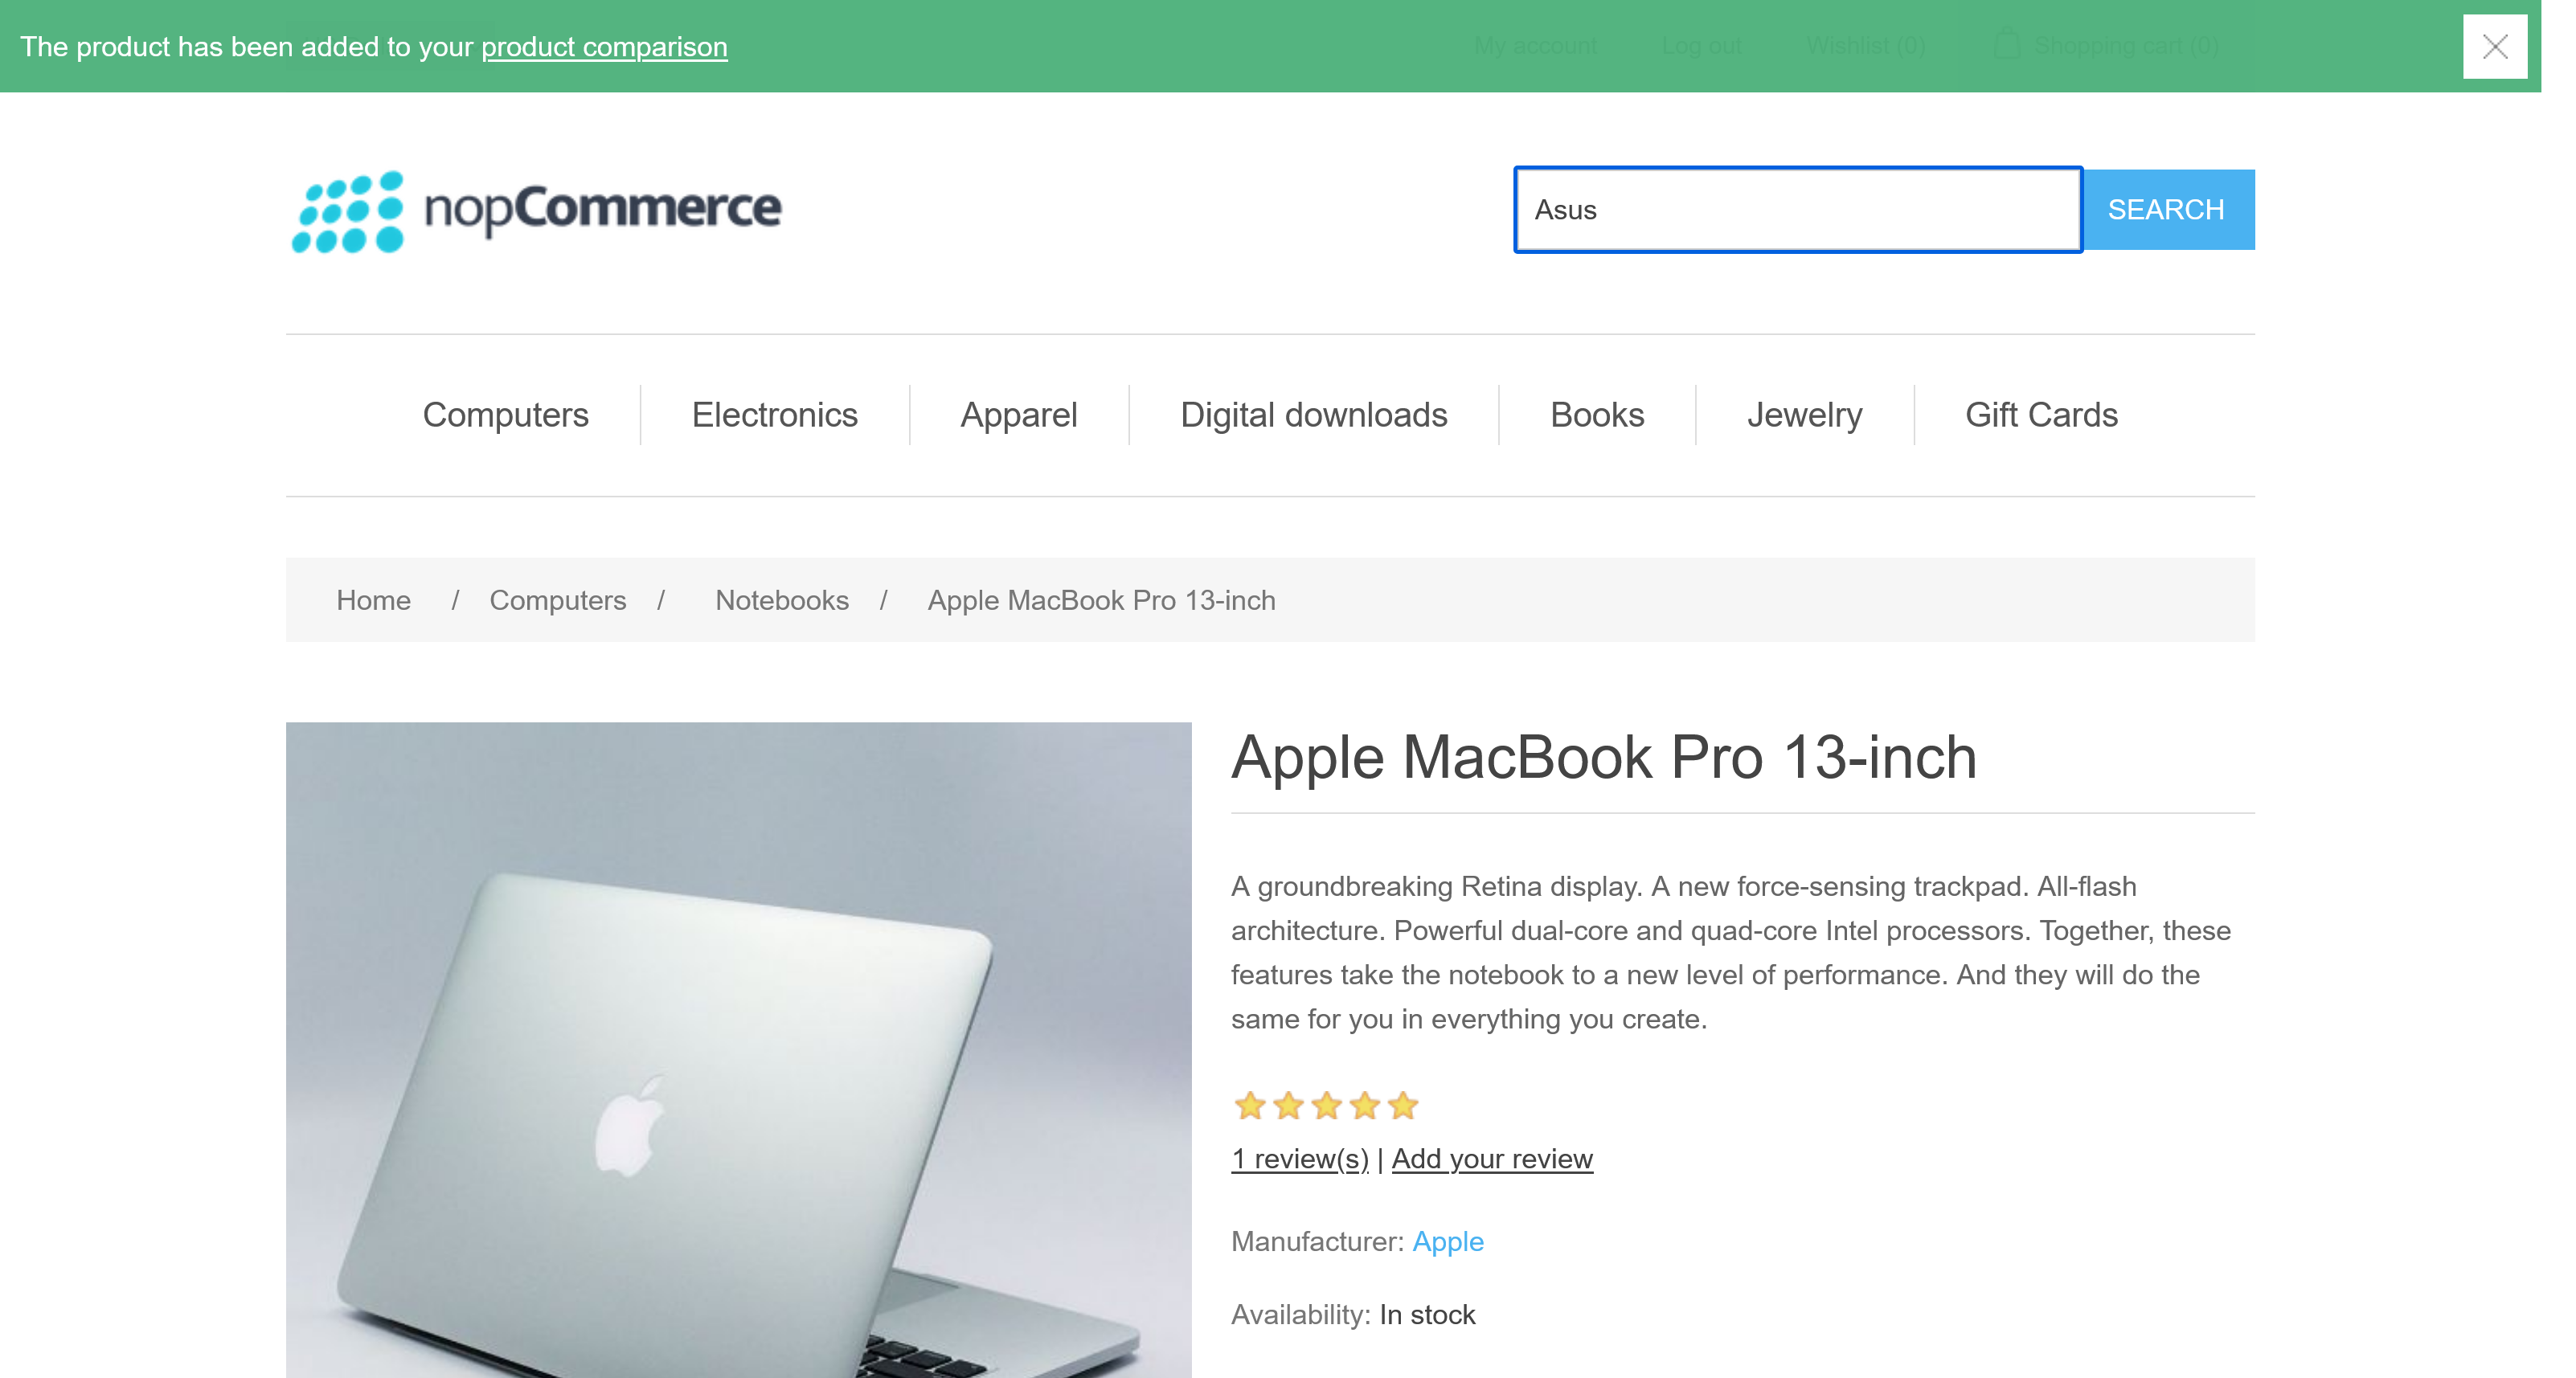 The product has been added to your product comparison
My account Log out Wishlist (0) Shopping cart (0)
nopCommerce
Asus SEARCH
Computers Electronics Apparel Digital downloads Books Jewelry Gift Cards
Home / Computers / Notebooks / Apple MacBook Pro 13-inch
Apple MacBook Pro 13-inch
A groundbreaking Retina display. A new force-sensing trackpad. All-flash
architecture. Powerful dual-core and quad-core Intel processors. Together, these
features take the notebook to a new level of performance. And they will do the
same for you in everything you create.
1 review(s) | Add your review
Manufacturer: Apple
Availability: In stock